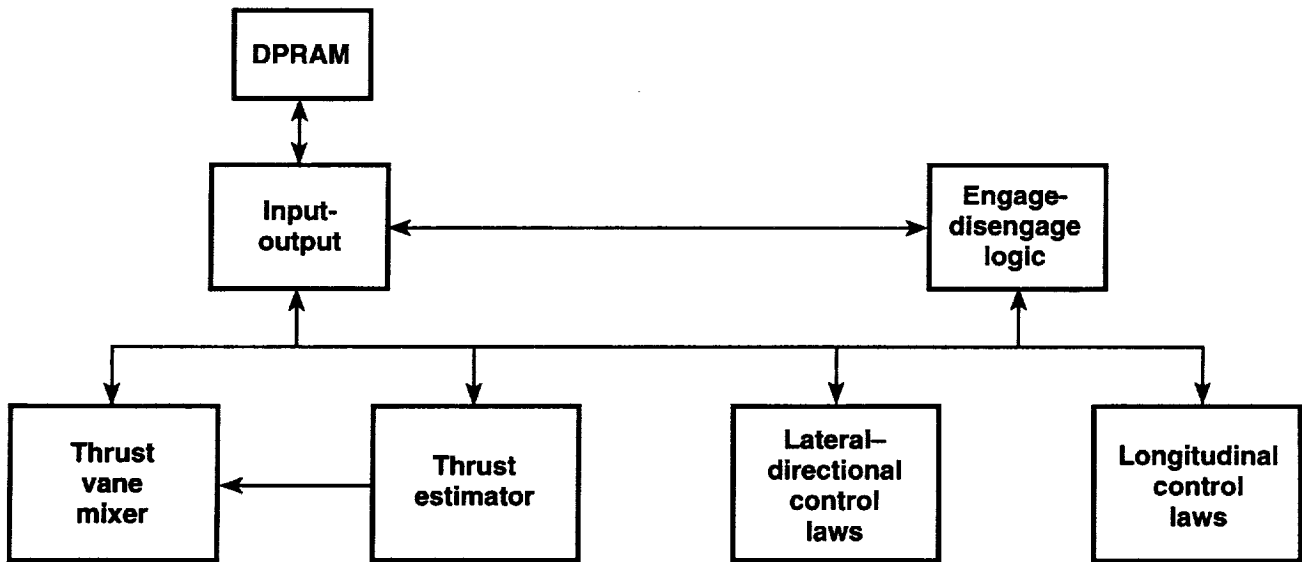 DPRAM
Input-
output
Engage-
disengage
logic
Thrust
vane
mixer
Thrust
estimator
Lateral–
directional
control
laws
Longitudinal
control
laws